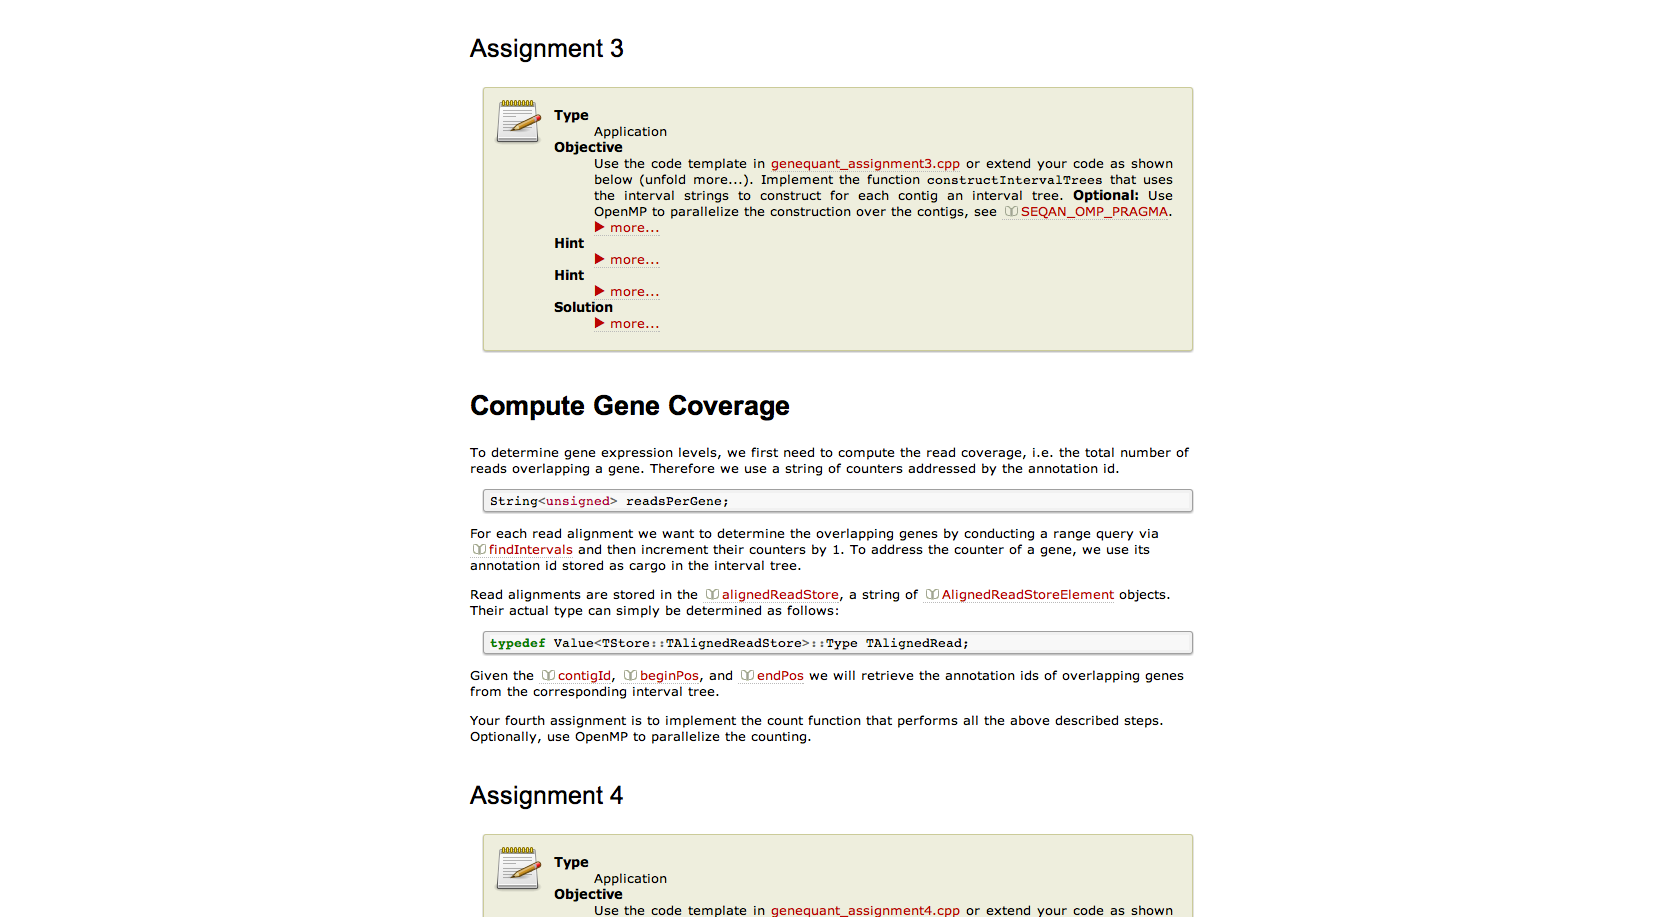 Assignment 3
Type
Application
Objective
Use the code template in genequant_assignment3.cpp or extend your code as shown
below (unfold more...). Implement the function constructIntervalTrees that uses
the interval strings to construct for each contig an interval tree. Optional: Use
OpenMP to parallelize the construction over the contigs, see SEQAN_OMP_PRAGMA.
▶ more...
Hint
▶ more...
Hint
▶ more...
Solution
▶ more...
Compute Gene Coverage
To determine gene expression levels, we first need to compute the read coverage, i.e. the total number of
reads overlapping a gene. Therefore we use a string of counters addressed by the annotation id.
String<unsigned> readsPerGene;
For each read alignment we want to determine the overlapping genes by conducting a range query via
findIntervals and then increment their counters by 1. To address the counter of a gene, we use its
annotation id stored as cargo in the interval tree.
Read alignments are stored in the alignedReadStore, a string of AlignedReadStoreElement objects.
Their actual type can simply be determined as follows:
typedef Value<TStore::TAlignedReadStore>::Type TAlignedRead;
Given the contigId, beginPos, and endPos we will retrieve the annotation ids of overlapping genes
from the corresponding interval tree.
Your fourth assignment is to implement the count function that performs all the above described steps.
Optionally, use OpenMP to parallelize the counting.
Assignment 4
Type
Application
Objective
Use the code template in genequant_assignment4.cpp or extend your code as shown